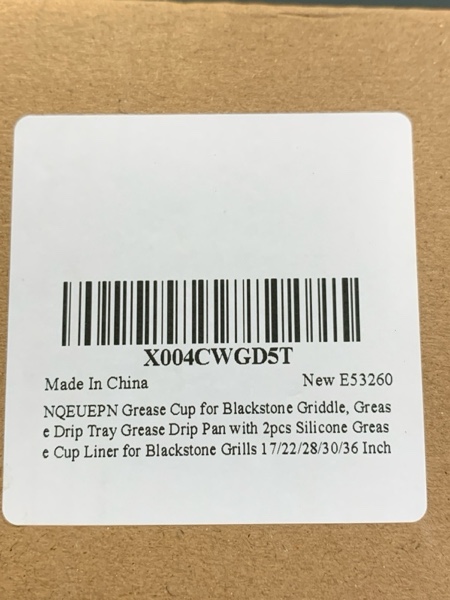 X004CWGD5T
Made In China New E53260
NQEUEPN Grease Cup for Blackstone Griddle, Greas
e Drip Tray Grease Drip Pan with 2pcs Silicone Greas
e Cup Liner for Blackstone Grills 17/22/28/30/36 Inch